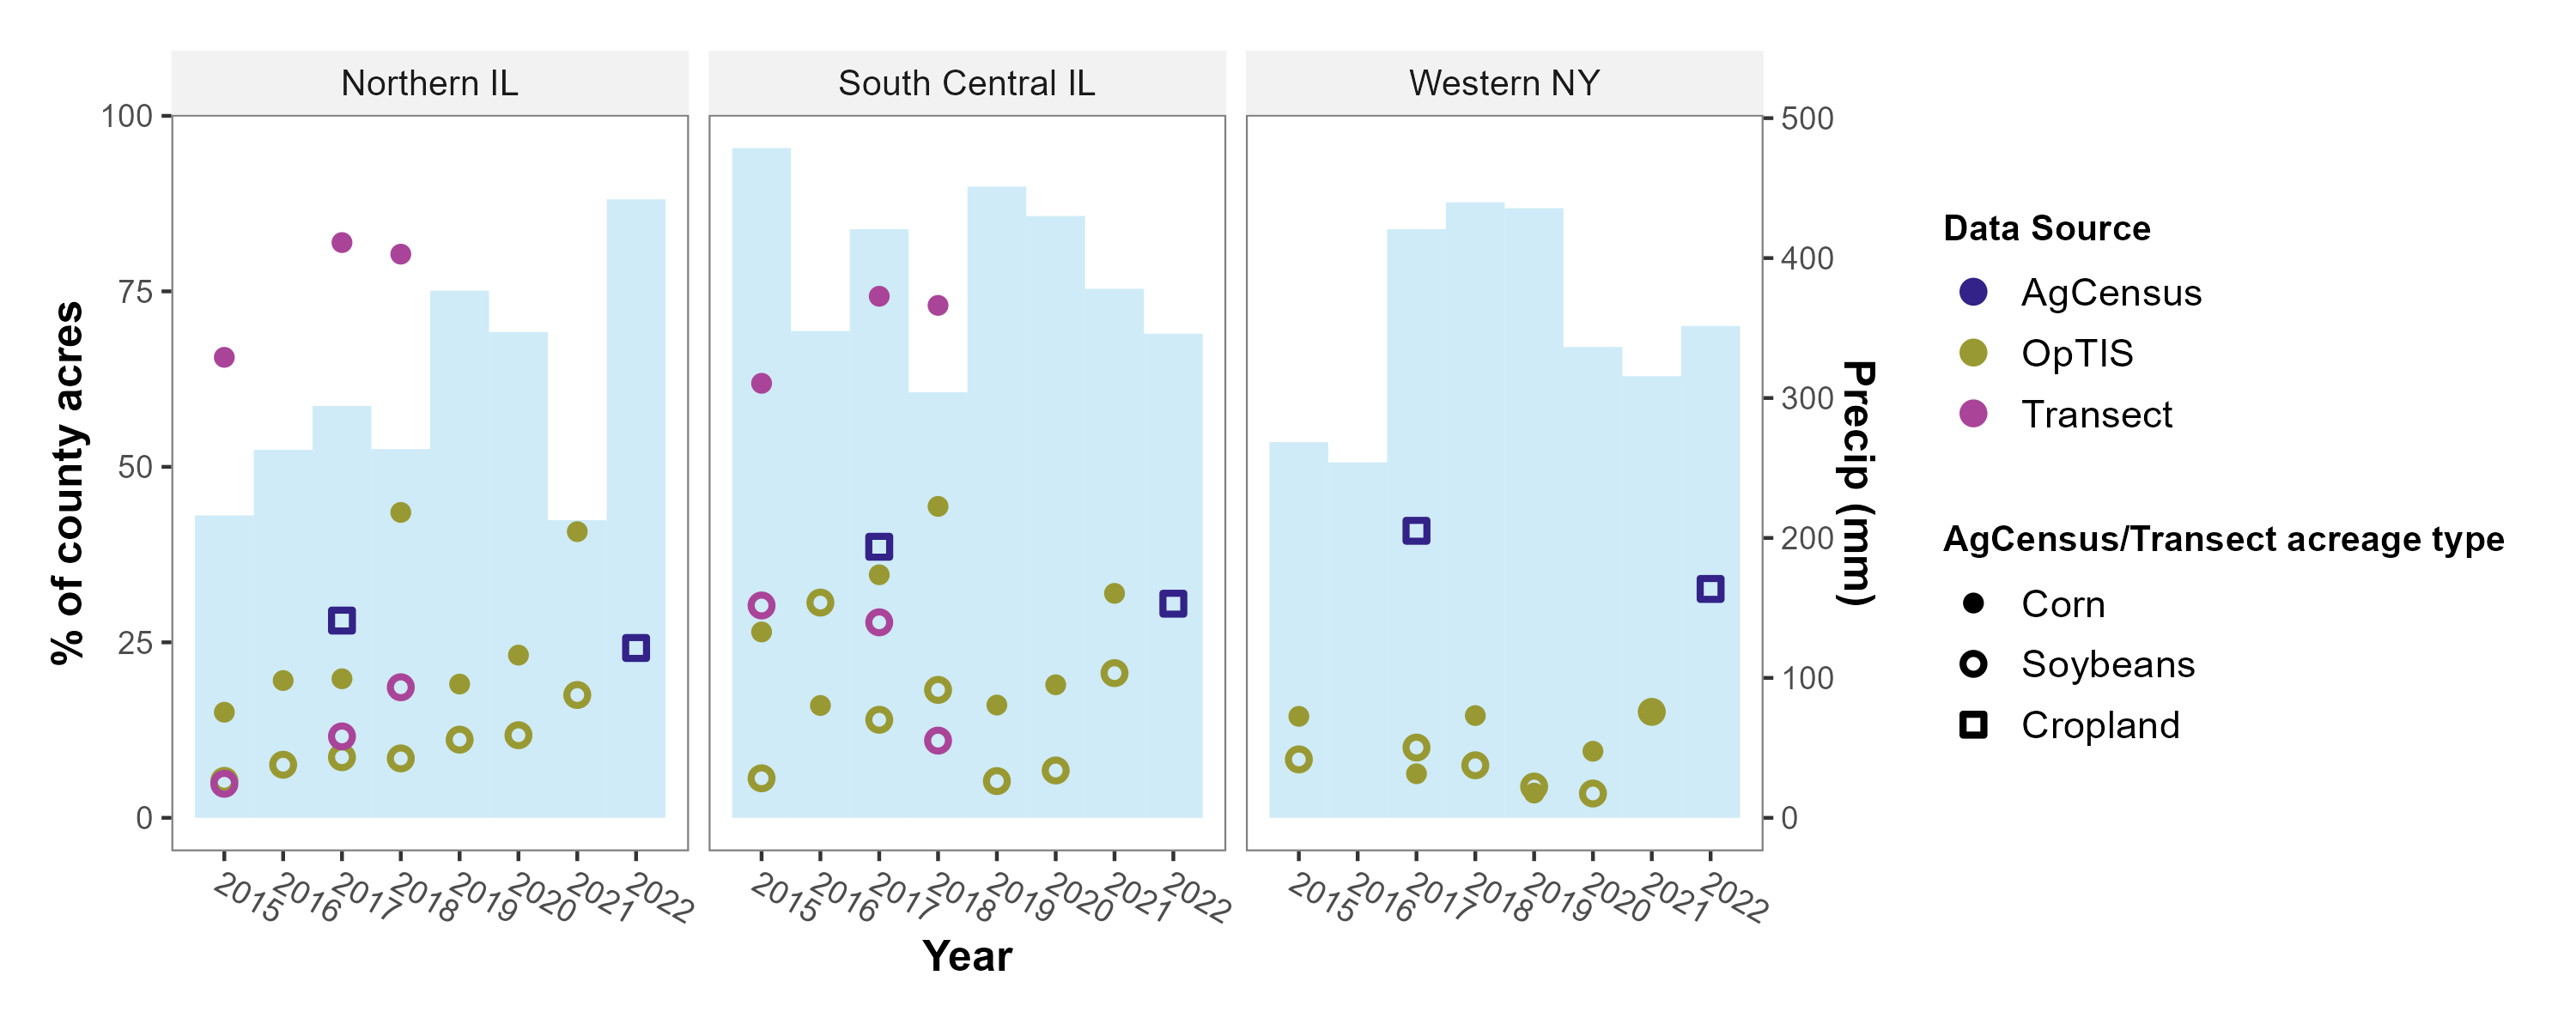 Northern IL
South Central IL
Western NY
% of county acres
100
75
50
25
0
500
400
300
200
100
0
Precip (mm)
2015
2016
2017
2018
2019
2020
2021
2022
2015
2016
2017
2018
2019
2020
2021
2022
2015
2016
2017
2018
2019
2020
2021
2022
Year
Data Source
AgCensus
OpTIS
Transect
AgCensus/Transect acreage type
Corn
Soybeans
Cropland